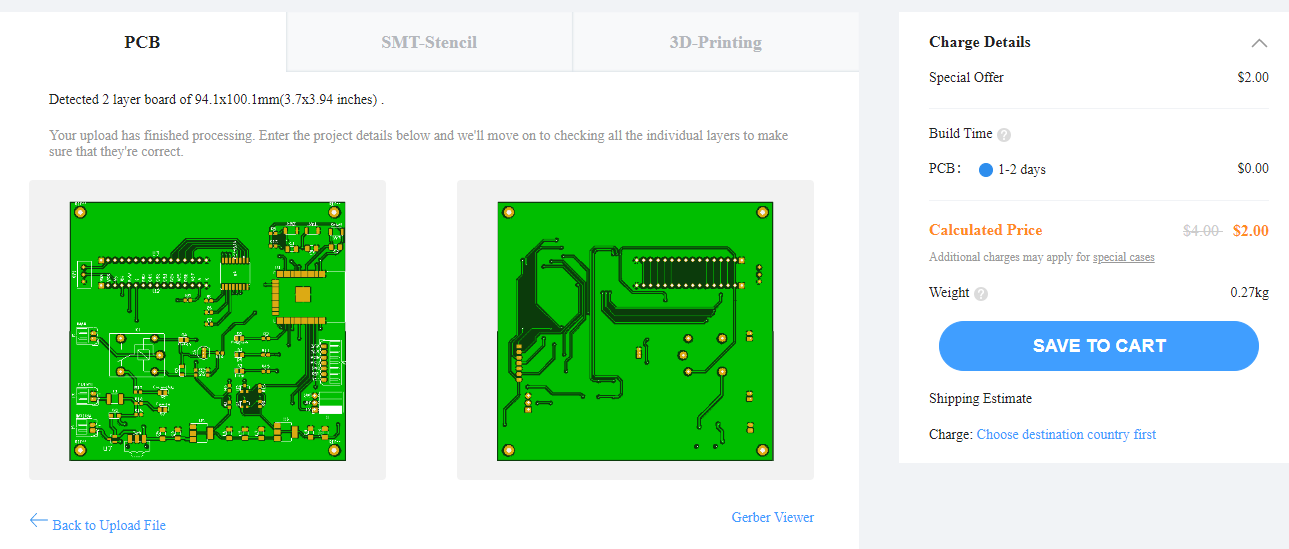 PCB
SMT-Stencil
3D-Printing
Detected 2 layer board of 94.1x100.1mm(3.7x3.94 inches) .
Your upload has finished processing. Enter the project details below and we'll move on to checking all the individual layers to make
sure that they're correct.
U7
Back to Upload File
Gerber Viewer
Charge Details
Special Offer $2.00
Build Time ?
PCB: 1-2 days $0.00
Calculated Price $4.00 $2.00
Additional charges may apply for special cases
Weight ? 0.27kg
SAVE TO CART
Shipping Estimate
Charge: Choose destination country first